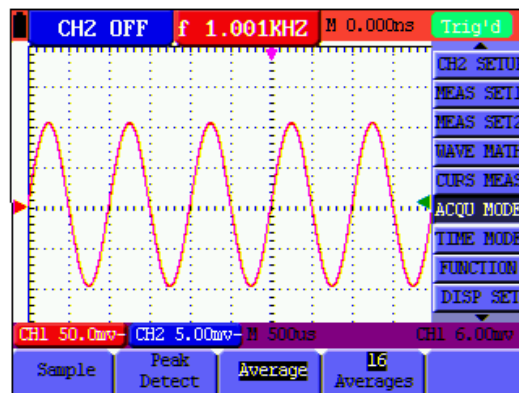 CH2 OFF f 1.001KHZ M 0.000ns Trig'd
CH2 SETUP
MEAS SET1
MEAS SET2
WAVE MATH
CURS MEAS
ACQU MODE
TIME MODE
FUNCTION
DISP SET
CH1 50.0mv- CH2 5.00mv- M 500us CH1 6.00mv
Sample Peak Detect Average 16 Averages